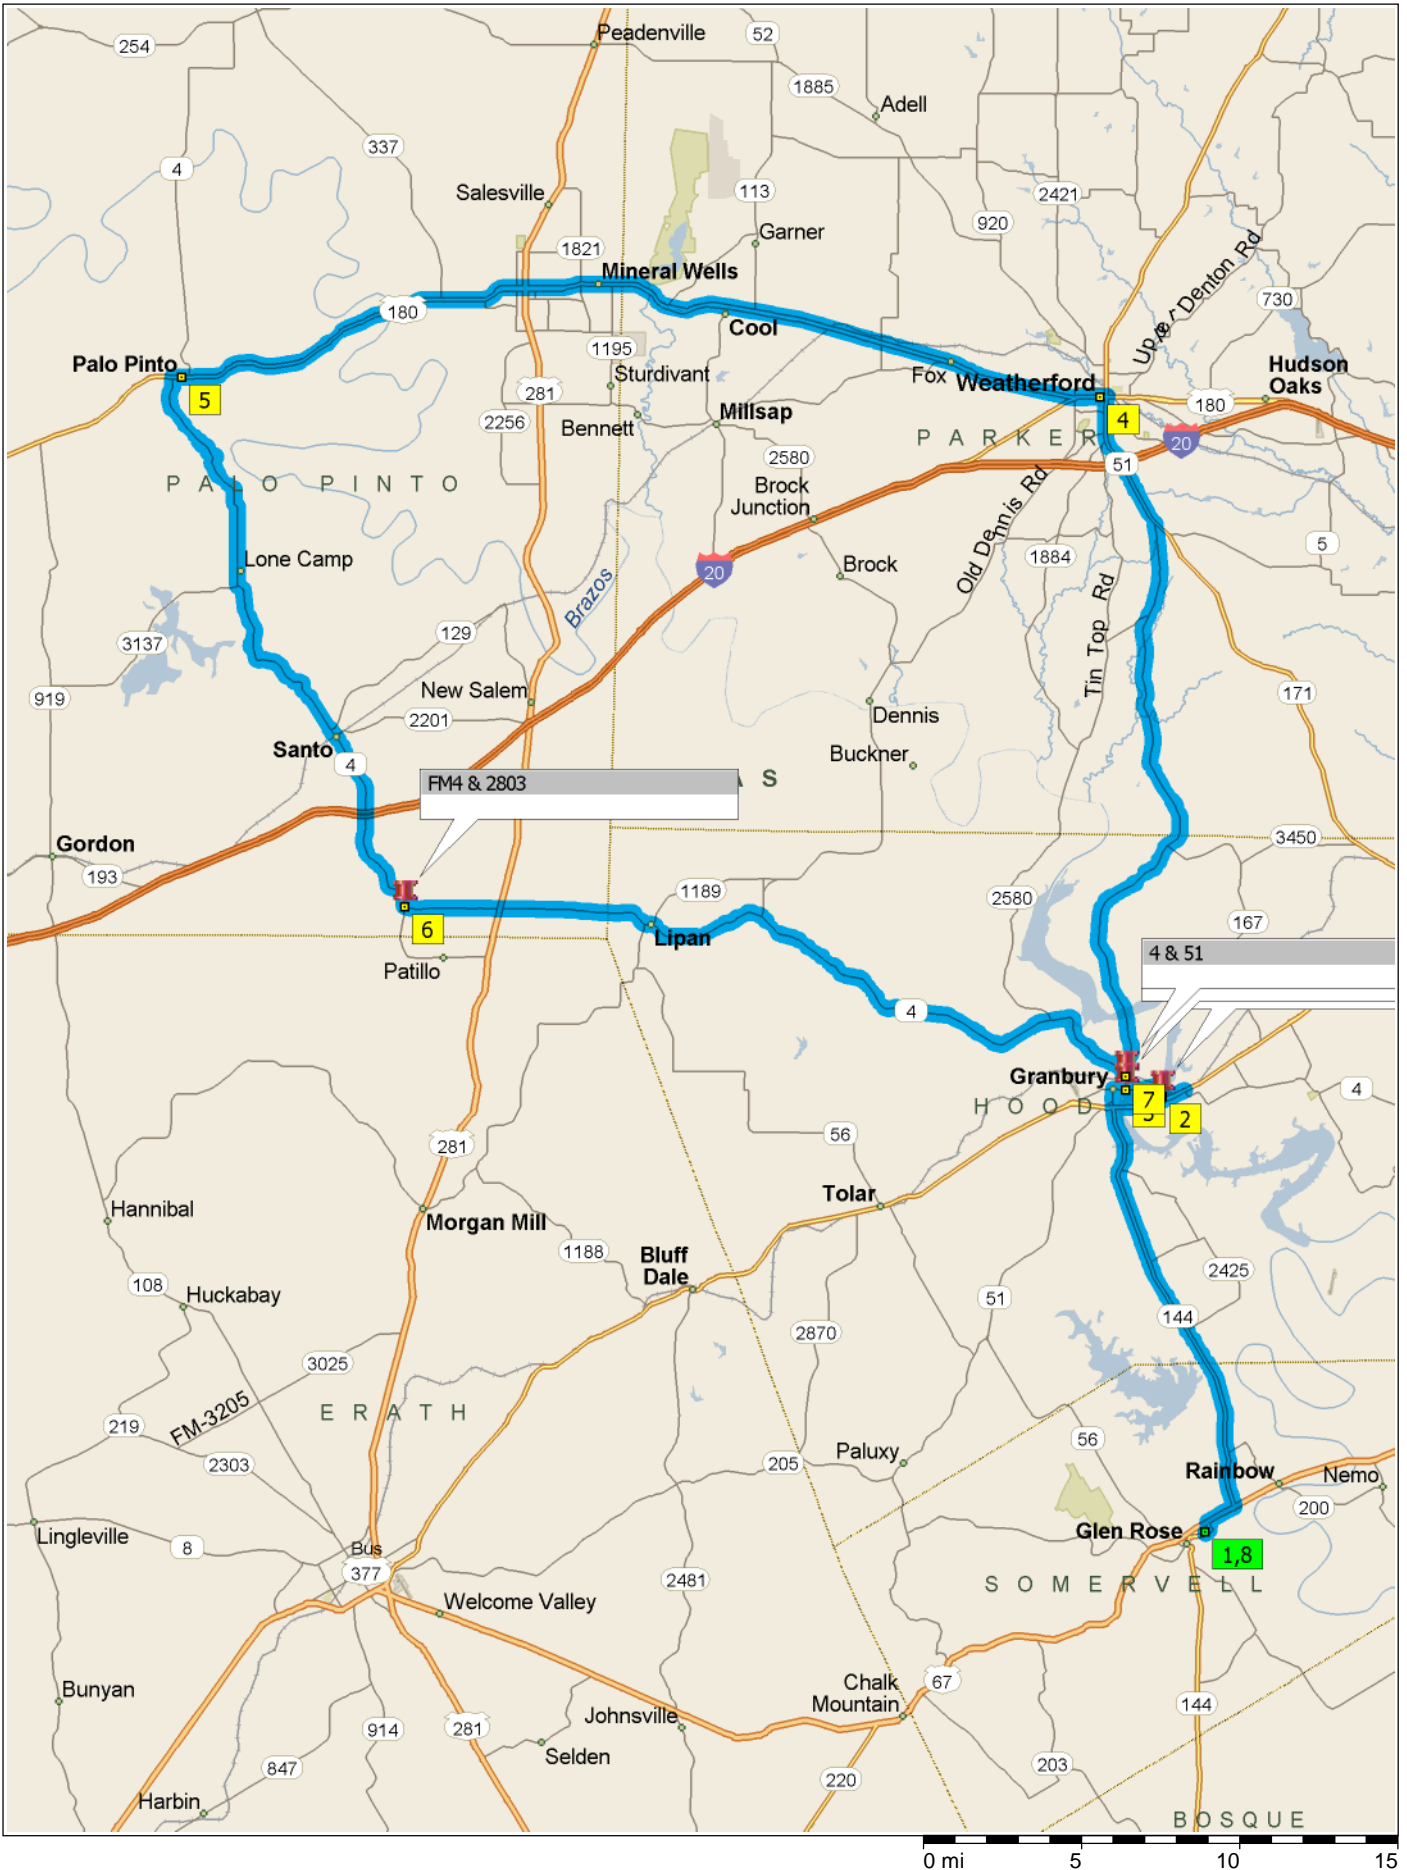 Peadenville
52
254
1885
Adell
337
4
Salesville
113
2421
920
Garner
1821
Upper Denton Rd
Mineral Wells
730
180
Cool
Palo Pinto
1195
Hudson
Oaks
Sturdivant
Fox
Weatherford
5
281
Millsap
180
2256
Bennett
4
PARKER
20
2580
51
PALO PINTO
Brock
Junction
Old Dennis Rd
5
Lone Camp
1884
Brock
20
Brazos
Tin Top Rd
129
3137
New Salem
919
171
2201
Dennis
Santo
Buckner
4
FM4 & 2803
A S
Gordon
3450
193
1189
2580
167
6
Lipan
4 & 51
Patillo
4
Granbury
4
7
HOOD
2
56
281
Tolar
Hannibal
Morgan Mill
1188
Bluff
Dale
2425
108
Huckabay
51
144
2870
3025
FM-3205
ERATH
219
56
Paluxy
2303
205
Rainbow
Nemo
200
Lingleville
Glen Rose
8
Bus
377
1,8
2481
SOMERVELL
Welcome Valley
Chalk
Mountain
67
Bunyan
144
Johnsville
914
281
Selden
203
847
220
Harbin
BOSQUE
0 mi 5 10 15